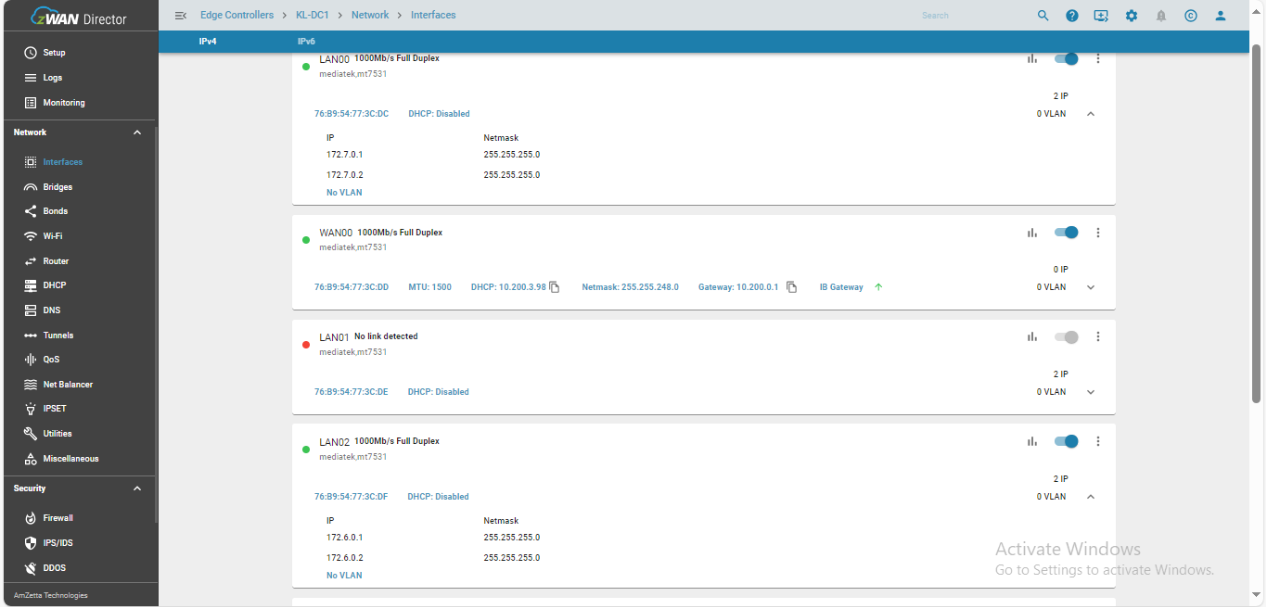 zWAN Director
Edge Controllers > KL-DC1 > Network > Interfaces
Search
IPv4 IPv6
Setup
Logs
Monitoring
Network
Interfaces
Bridges
Bonds
Wi-Fi
Router
DHCP
DNS
Tunnels
QoS
Net Balancer
IPSET
Utilities
Miscellaneous
Security
Firewall
IPS/IDS
DDOS
AmZetta Technologies
LAN00 1000Mb/s Full Duplex
mediatek,mt7531
2 IP
76:B9:54:77:3C:DC DHCP: Disabled 0 VLAN
IP Netmask
172.7.0.1 255.255.255.0
172.7.0.2 255.255.255.0
No VLAN
WAN00 1000Mb/s Full Duplex
mediatek,mt7531
0 IP
76:B9:54:77:3C:DD MTU: 1500 DHCP: 10.200.3.98 Netmask: 255.255.248.0 Gateway: 10.200.0.1 IB Gateway 0 VLAN
LAN01 No link detected
mediatek,mt7531
2 IP
76:B9:54:77:3C:DE DHCP: Disabled 0 VLAN
LAN02 1000Mb/s Full Duplex
mediatek,mt7531
2 IP
76:B9:54:77:3C:DF DHCP: Disabled 0 VLAN
IP Netmask
172.6.0.1 255.255.255.0
172.6.0.2 255.255.255.0
No VLAN
Activate Windows
Go to Settings to activate Windows.